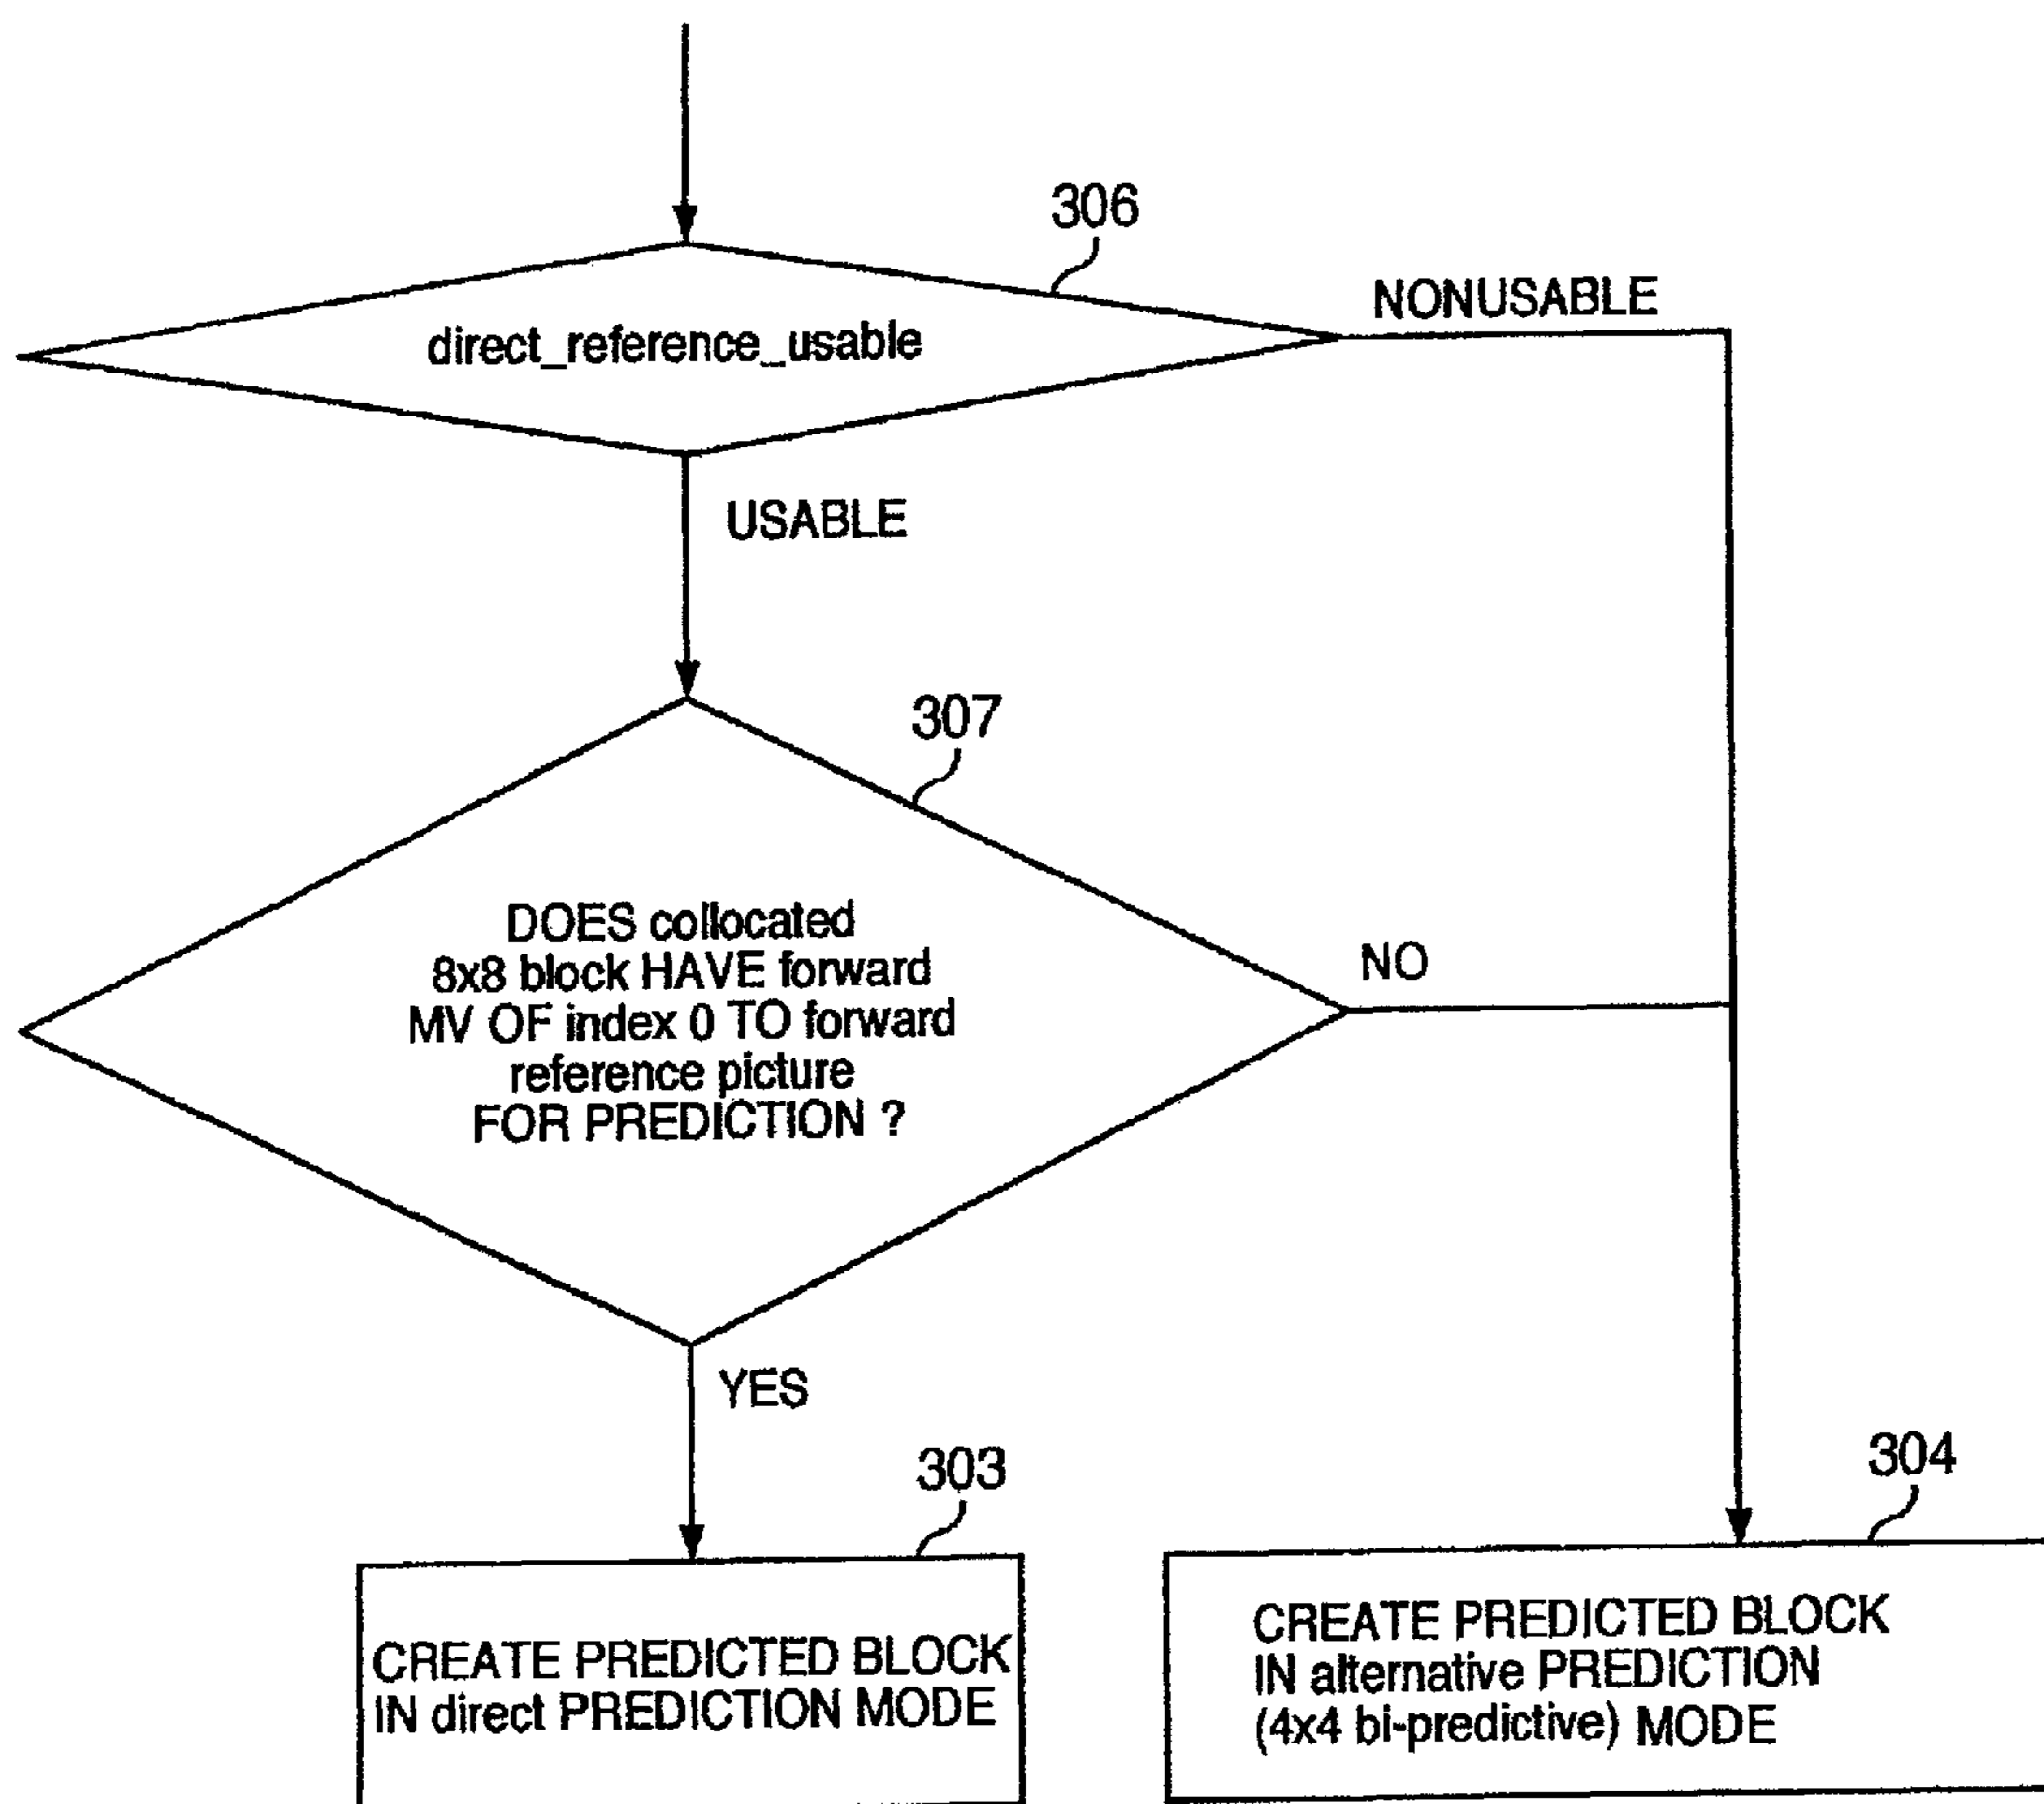 306
NONUSABLE
direct_reference_usable
USABLE
307
DOES collocated
8x8 block HAVE forward
MV OF index 0 TO forward
reference picture
FOR PREDICTION ?
NO
YES
303
304
CREATE PREDICTED BLOCK
IN direct PREDICTION MODE
CREATE PREDICTED BLOCK
IN alternative PREDICTION
(4x4 bi-predictive) MODE